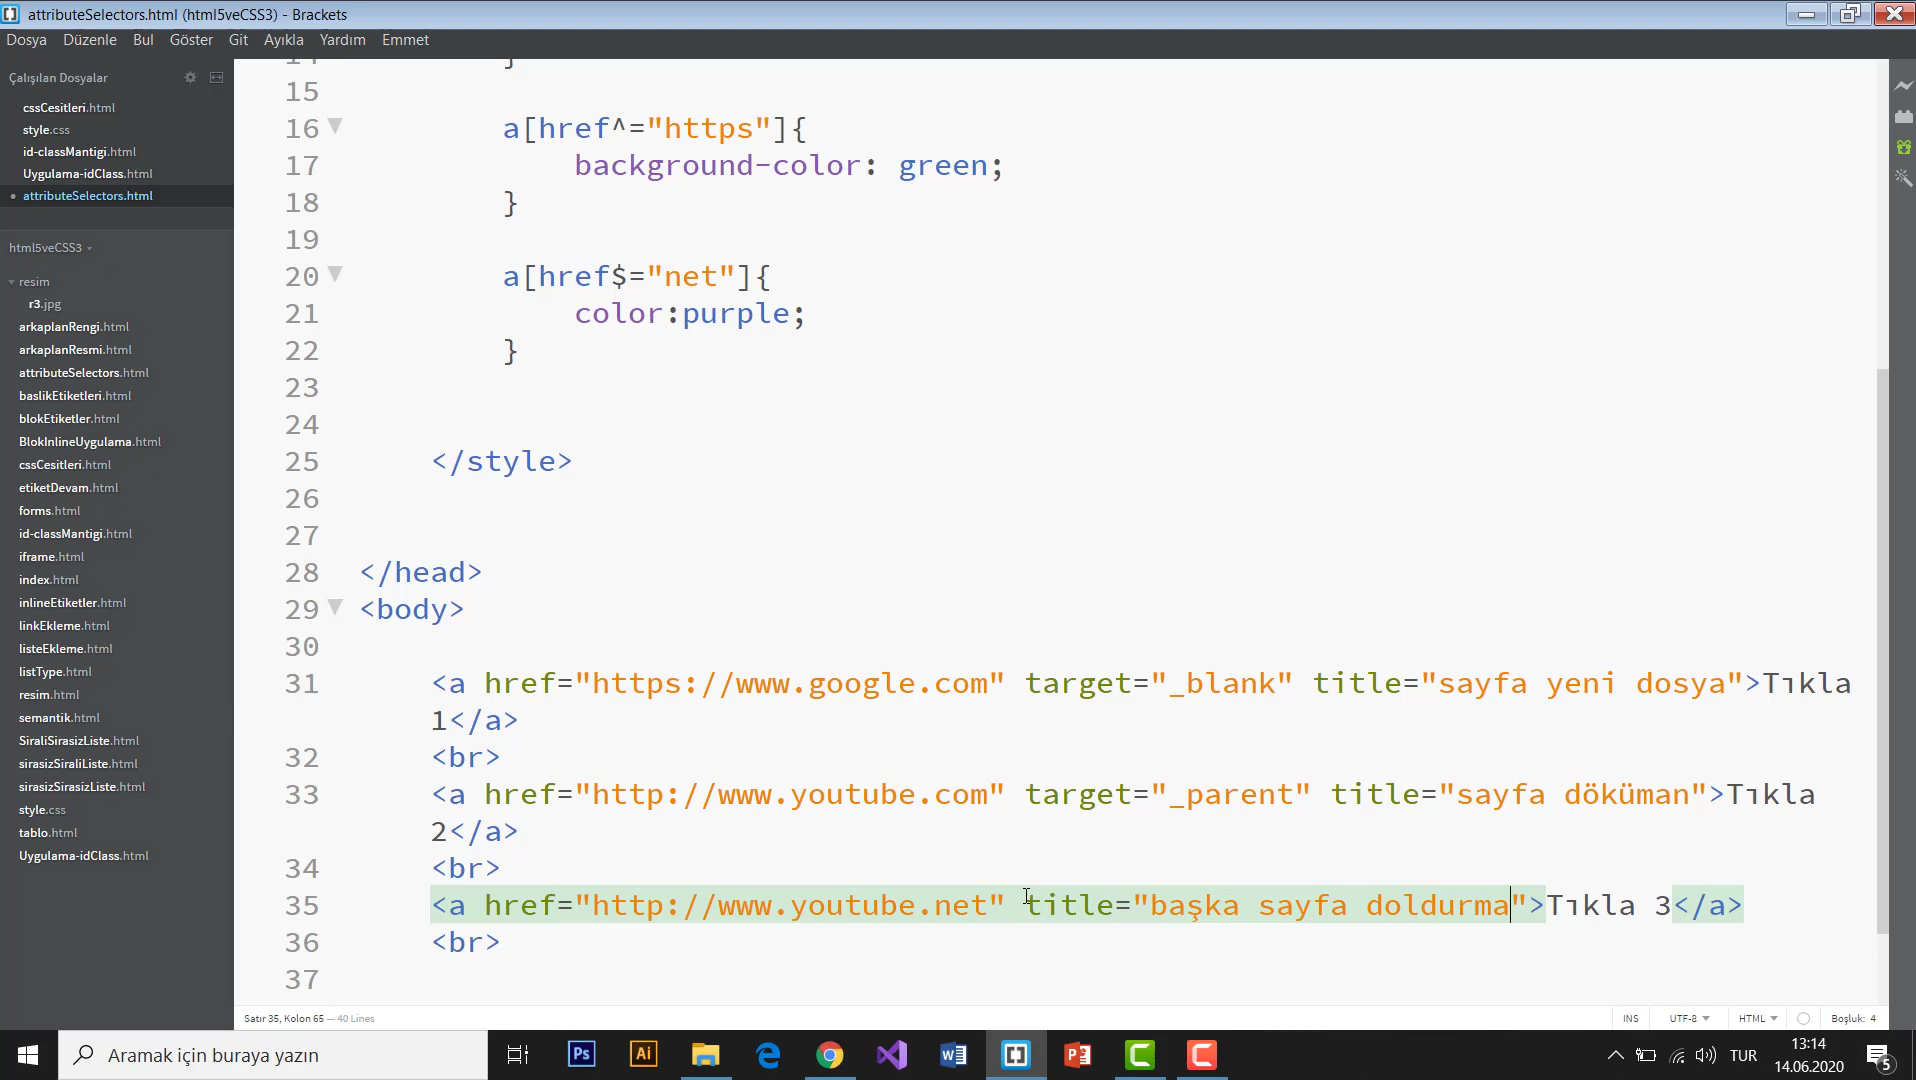 attributeSelectors.html (html5veCSS3) - Brackets
Dosya Düzenle Bul Göster Git Ayıkla Yardım Emmet
Çalışılan Dosyalar
cssCesitleri.html
style.css
id-classMantigi.html
Uygulama-idClass.html
attributeSelectors.html
html5veCSS3
resim
r3.jpg
arkaplanRengi.html
arkaplanResmi.html
attributeSelectors.html
baslikEtiketleri.html
blokEtiketler.html
BlokInlineUygulama.html
cssCesitleri.html
etiketDevam.html
forms.html
id-classMantigi.html
iframe.html
index.html
inlineEtiketler.html
linkEkleme.html
listeEkleme.html
listType.html
resim.html
semantik.html
SiraliSirasizListe.html
sirasizSiraliListe.html
sirasizSirasizListe.html
style.css
tablo.html
Uygulama-idClass.html
14 }
15
16 a[href^="https"]{
17 background-color: green;
18 }
19
20 a[href$="net"]{
21 color:purple;
22 }
23
24
25 </style>
26
27
28 </head>
29 <body>
30
31 <a href="https://www.google.com" target="_blank" title="sayfa yeni dosya">Tıkla
1</a>
32 <br>
33 <a href="http://www.youtube.com" target="_parent" title="sayfa döküman">Tıkla
2</a>
34 <br>
35 <a href="http://www.youtube.net" title="başka sayfa doldurma">Tıkla 3</a>
36 <br>
37
Satır 35, Kolon 65 — 40 Lines
INS UTF-8 HTML Boşluk: 4
Aramak için buraya yazın
Ps Ai TUR
13:14
14.06.2020
5